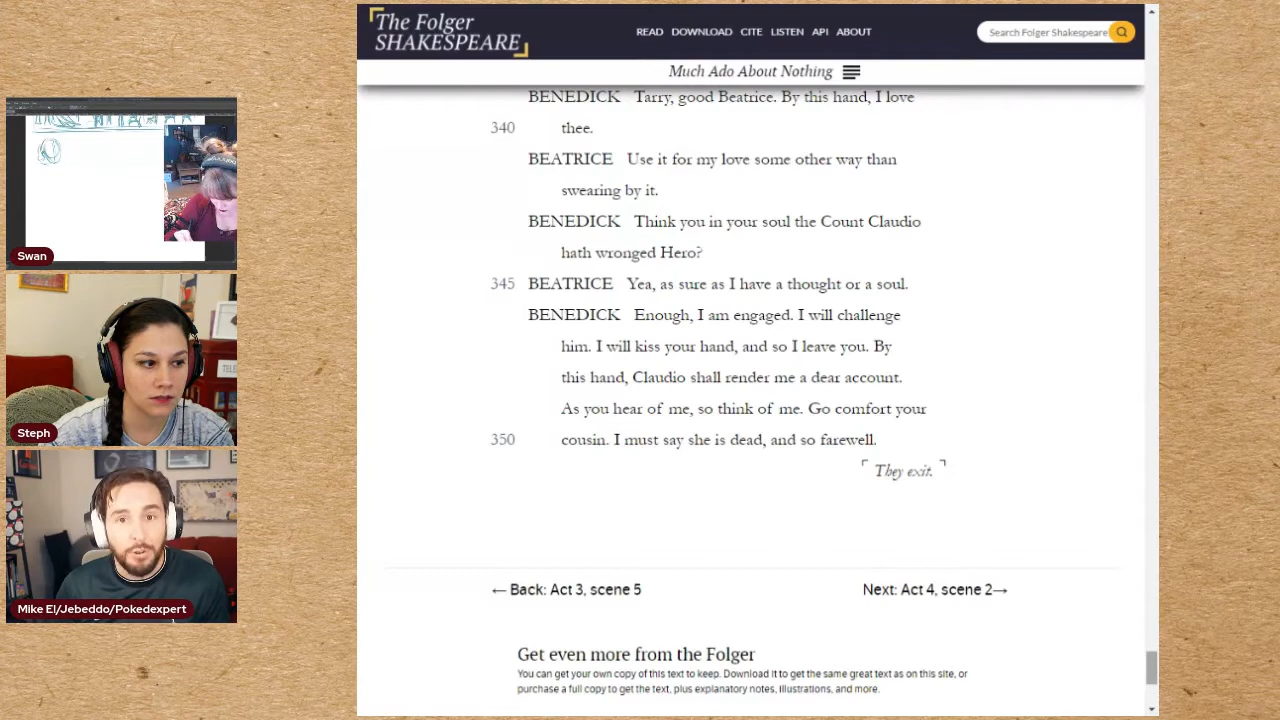 The Folger
SHAKESPEARE
READ DOWNLOAD CITE LISTEN API ABOUT
Search Folger Shakespeare
Much Ado About Nothing
BENEDICK Tarry, good Beatrice. By this hand, I love
340 thee.
BEATRICE Use it for my love some other way than
swearing by it.
BENEDICK Think you in your soul the Count Claudio
hath wronged Hero?
345 BEATRICE Yea, as sure as I have a thought or a soul.
BENEDICK Enough, I am engaged. I will challenge
him. I will kiss your hand, and so I leave you. By
this hand, Claudio shall render me a dear account.
As you hear of me, so think of me. Go comfort your
350 cousin. I must say she is dead, and so farewell.
⌜They exit.⌝
← Back: Act 3, scene 5
Next: Act 4, scene 2→
Get even more from the Folger
You can get your own copy of this text to keep. Download it to get the same great text as on this site, or
purchase a full copy to get the text, plus explanatory notes, illustrations, and more.
Swan
Steph
Mike El/Jebeddo/Pokedexpert